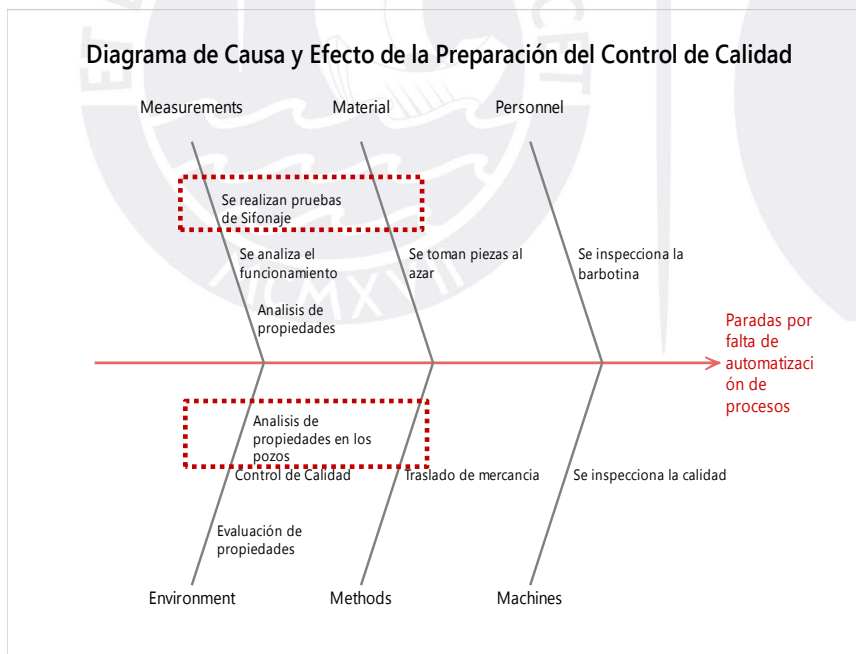 Diagrama de Causa y Efecto de la Preparación del Control de Calidad
Measurements
Material
Personnel
Se realizan pruebas
de Sifonaje
Se analiza el
funcionamiento
Se toman piezas al
azar
Se inspecciona la
barbotina
Analisis de
propiedades
Paradas por
falta de
automatizaci
ón de
procesos
Analisis de
propiedades en los
pozos
Control de Calidad
Traslado de mercancia
Se inspecciona la calidad
Evaluación de
propiedades
Environment
Methods
Machines